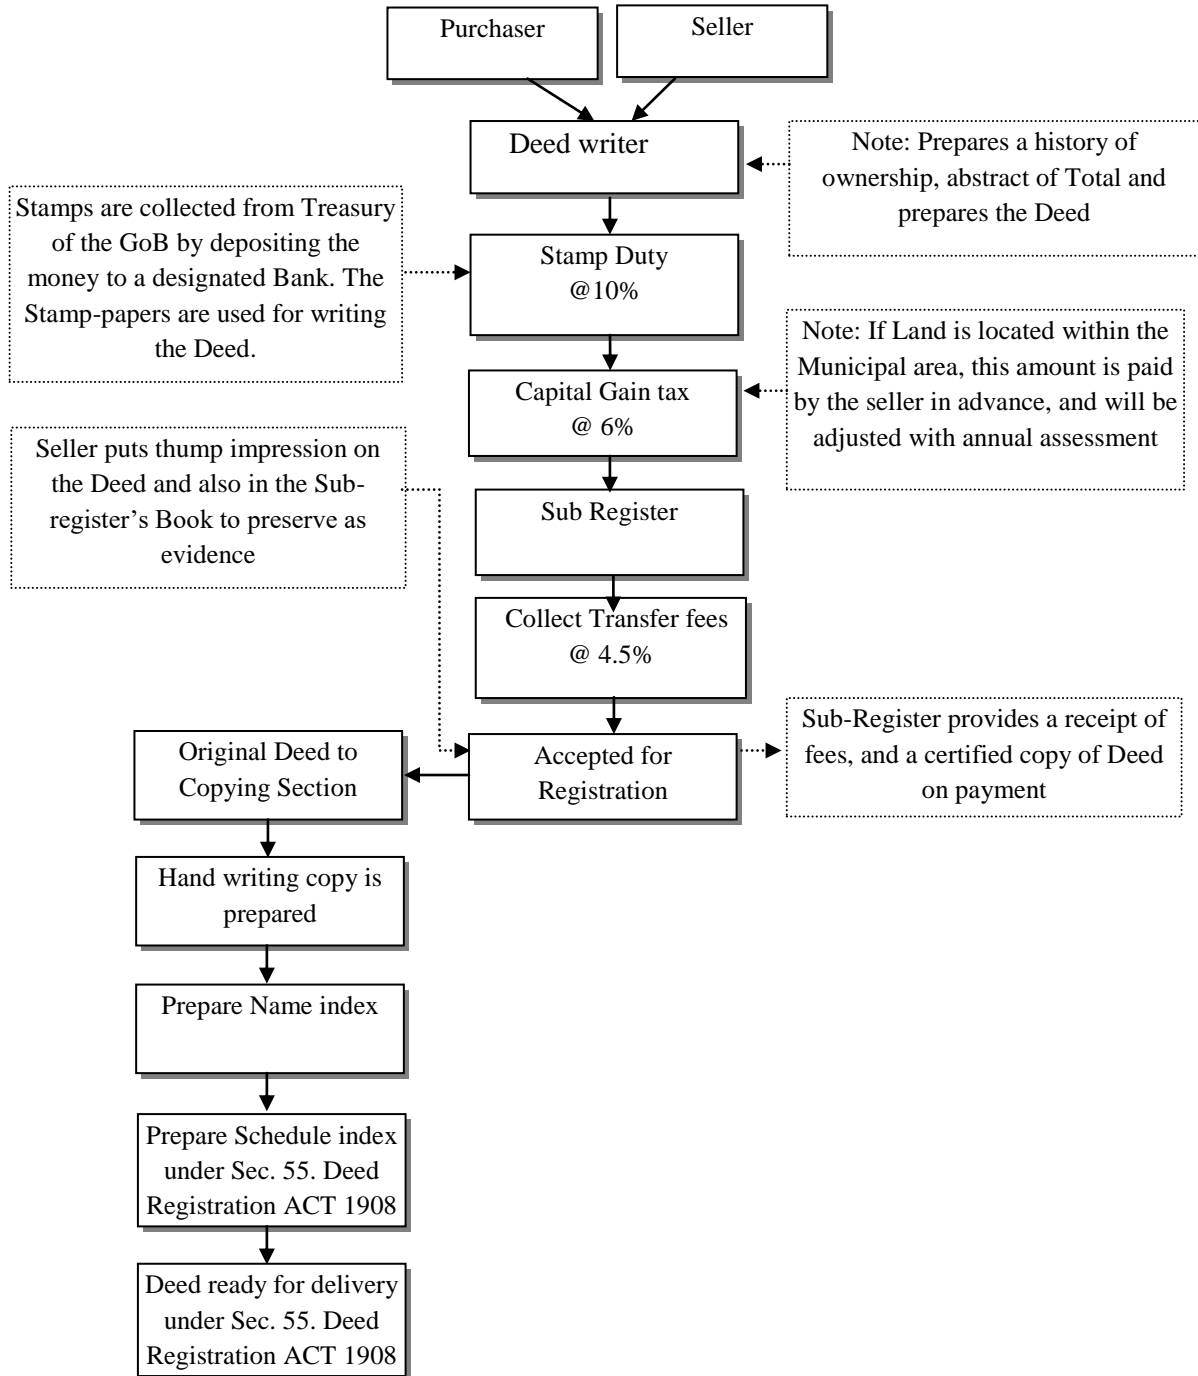 Purchaser
Seller
Deed writer
Note: Prepares a history of
ownership, abstract of Total and
prepares the Deed
Stamps are collected from Treasury
of the GoB by depositing the
money to a designated Bank. The
Stamp-papers are used for writing
the Deed.
Stamp Duty
@10%
Capital Gain tax
@ 6%
Note: If Land is located within the
Municipal area, this amount is paid
by the seller in advance, and will be
adjusted with annual assessment
Seller puts thump impression on
the Deed and also in the Sub-
register’s Book to preserve as
evidence
Sub Register
Collect Transfer fees
@ 4.5%
Accepted for
Registration
Sub-Register provides a receipt of
fees, and a certified copy of Deed
on payment
Original Deed to
Copying Section
Hand writing copy is
prepared
Prepare Name index
Prepare Schedule index
under Sec. 55. Deed
Registration ACT 1908
Deed ready for delivery
under Sec. 55. Deed
Registration ACT 1908